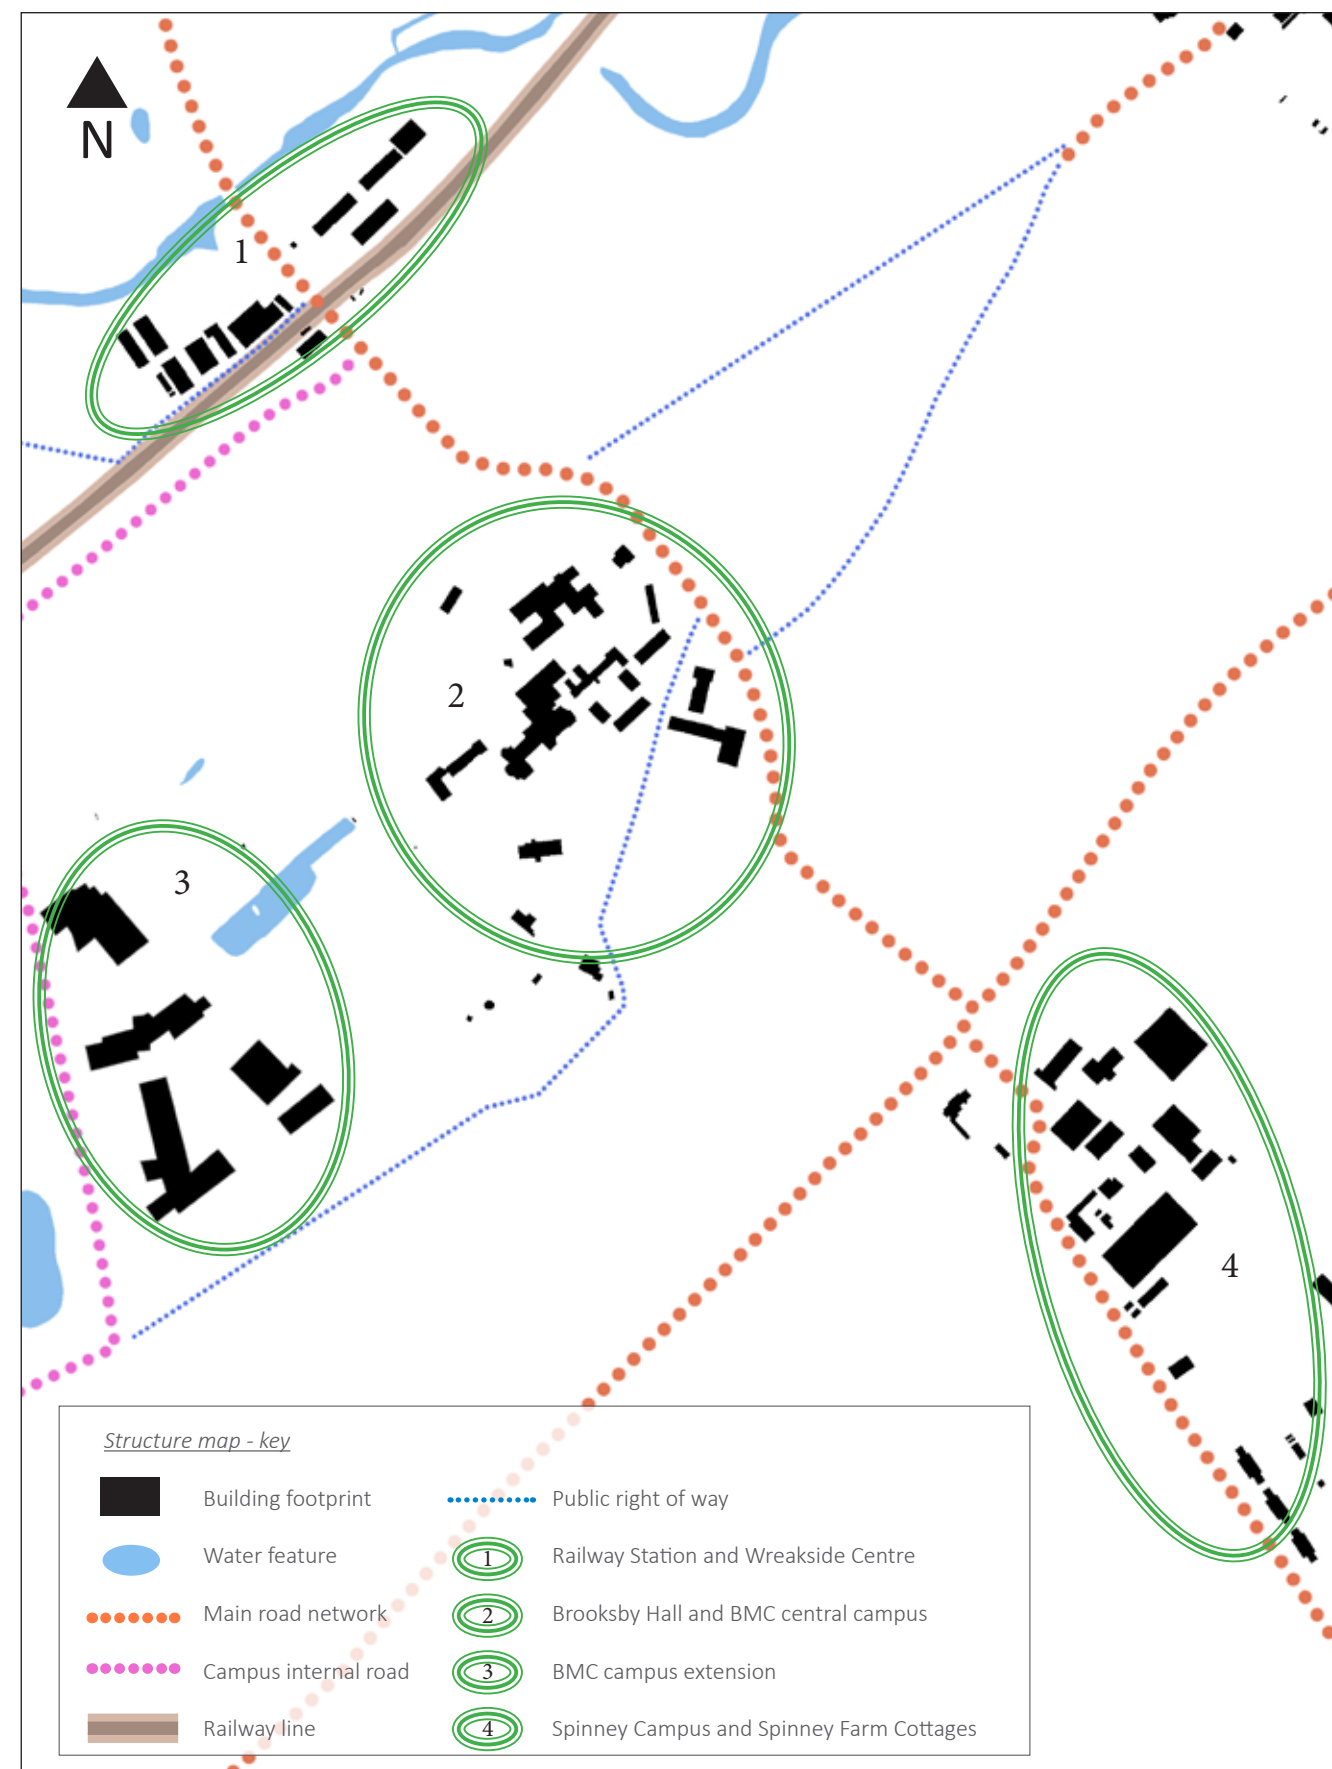 N
1
2
3
4
Structure map - key
Building footprint
Water feature
Main road network
Campus internal road
Railway line
Public right of way
1 Railway Station and Wreakside Centre
2 Brooksby Hall and BMC central campus
3 BMC campus extension
4 Spinney Campus and Spinney Farm Cottages